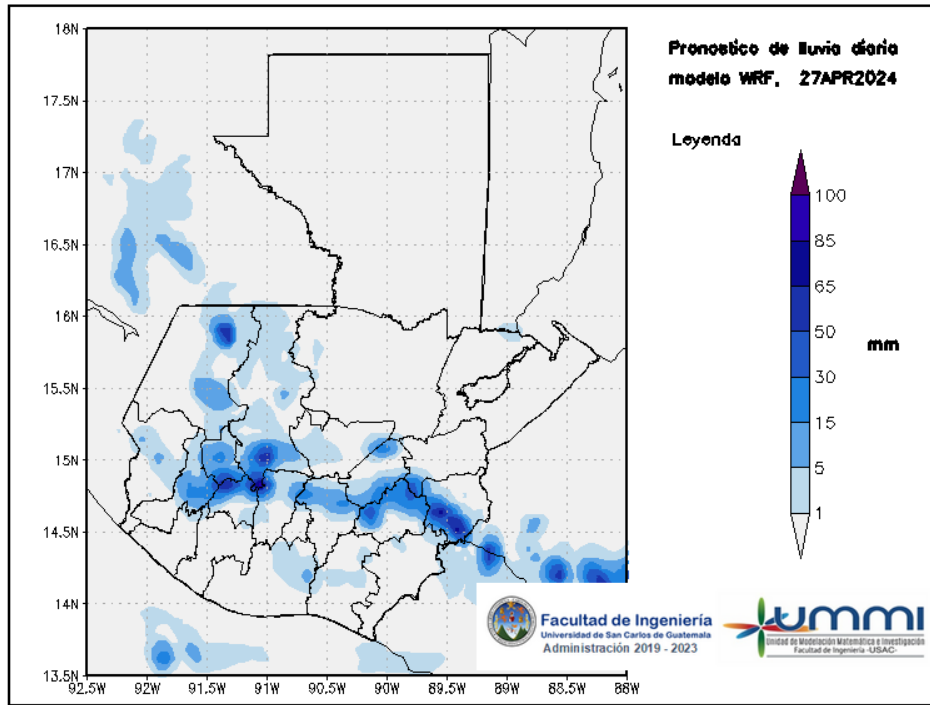 Pronostico de lluvia diaria
modelo WRF, 27APR2024
Leyenda
100
85
65
50
30
15
5
1
mm
18N
17.5N
17N
16.5N
16N
15.5N
15N
14.5N
14N
13.5N
92.5W
92W
91.5W
91W
90.5W
90W
89.5W
89W
88.5W
88W
Facultad de Ingeniería
Universidad de San Carlos de Guatemala
Administración 2019 - 2023
UMMI
Unidad de Modelación Matemática e Investigación
Facultad de Ingeniería -USAC-